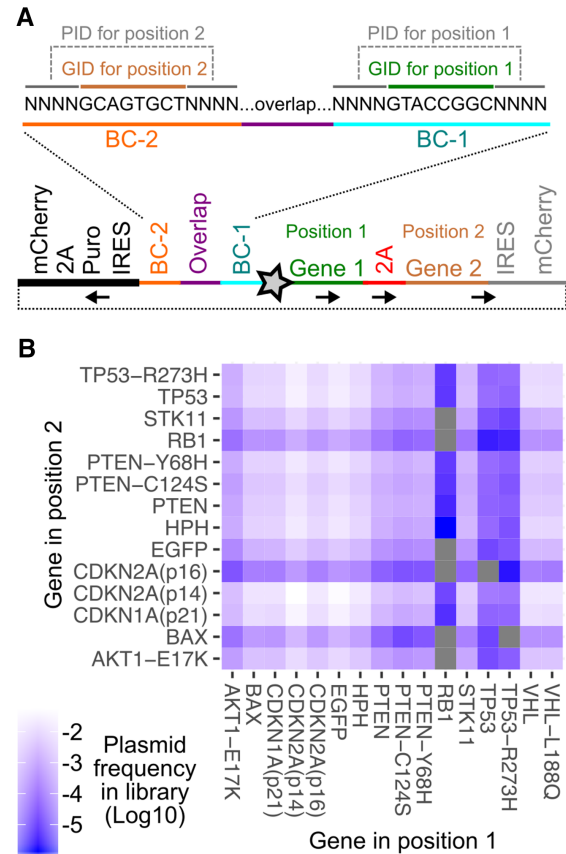 A
PID for position 2
PID for position 1
GID for position 2
GID for position 1
NNNNGCAGTGCTNNNN...overlap...NNNNGTACCGGCNNNN
BC-2
BC-1
mCherry
2A
Puro
IRES
BC-2
Overlap
BC-1
Position 1
Gene 1
2A
Position 2
Gene 2
IRES
mCherry
B
Gene in position 2
TP53−R273H
TP53
STK11
RB1
PTEN−Y68H
PTEN−C124S
PTEN
HPH
EGFP
CDKN2A(p16)
CDKN2A(p14)
CDKN1A(p21)
BAX
AKT1−E17K
AKT1−E17K
BAX
CDKN1A(p21)
CDKN2A(p14)
CDKN2A(p16)
EGFP
HPH
PTEN
PTEN−C124S
PTEN−Y68H
RB1
STK11
TP53
TP53−R273H
VHL
VHL−L188Q
Gene in position 1
-2
-3
-4
-5
Plasmid
frequency
in library
(Log10)